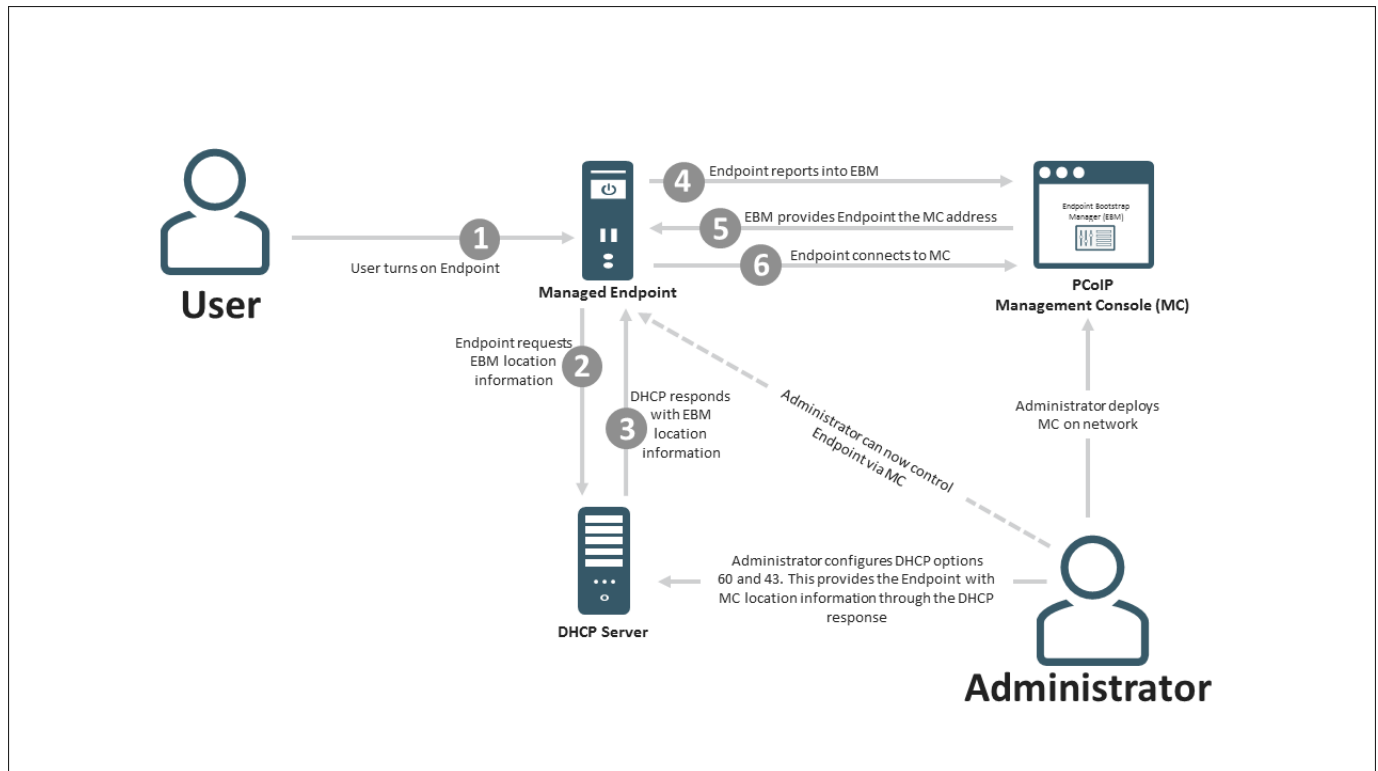 4
Endpoint reports into EBM
5
EBM provides Endpoint the MC address
6
Endpoint connects to MC
Endpoint Bootstrap
Manager (EBM)
1
User turns on Endpoint
User
Managed Endpoint
PCoIP
Management Console (MC)
Endpoint requests
EBM location
information
2
DHCP responds
with EBM
location
information
3
Administrator can now control
Endpoint via MC
Administrator deploys
MC on network
Administrator configures DHCP options
60 and 43. This provides the Endpoint with
MC location information through the DHCP
response
DHCP Server
Administrator